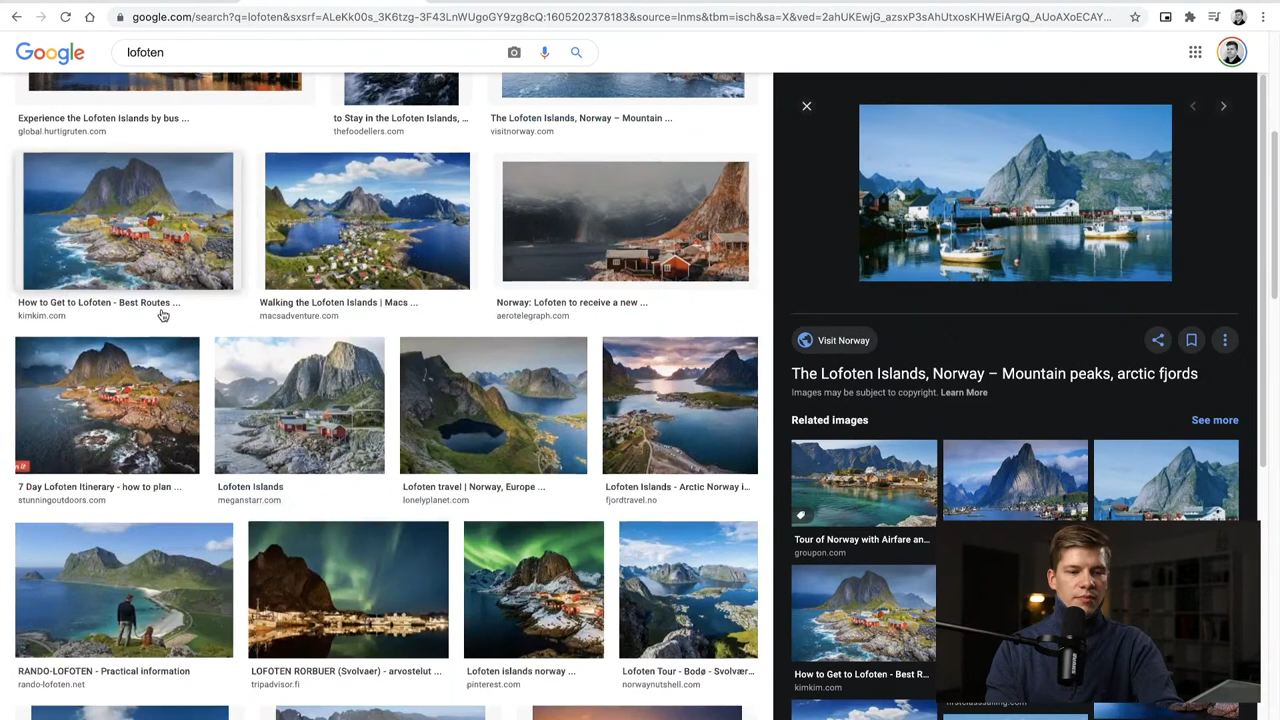 google.com/search?q=lofoten&sxsrf=ALeKk00s_3K6tzg-3F43LnWUgoGY9zg8c0:1605202378183&source=lnms&tbm=isch&sa=X&ved=2ahUKEwjG_azsxP3sAhUtxosKHWEiArgQ_AUoAXoECAY...
Google
lofoten
Experience the Lofoten Islands by bus ...
global.hurtigruten.com
to Stay in the Lofoten Islands, ...
thefoodellers.com
The Lofoten Islands, Norway – Mountain ...
visitnorway.com
How to Get to Lofoten - Best Routes ...
kimkim.com
Walking the Lofoten Islands | Macs ...
macsadventure.com
Norway: Lofoten to receive a new ...
aerotelegraph.com
7 Day Lofoten Itinerary - how to plan ...
stunningoutdoors.com
Lofoten Islands
meganstarr.com
Lofoten travel | Norway, Europe ...
lonelyplanet.com
Lofoten Islands - Arctic Norway i...
fjordtravel.no
RANDO-LOFOTEN - Practical information
rando-lofoten.net
LOFOTEN RORBUER (Svolvaer) - arvostelut ...
tripadvisor.fi
Lofoten islands norway ...
pinterest.com
Lofoten Tour - Bodø - Svolvær...
norwaynutshell.com
Visit Norway
The Lofoten Islands, Norway – Mountain peaks, arctic fjords
Images may be subject to copyright. Learn More
Related images
See more
Tour of Norway with Airfare an...
groupon.com
How to Get to Lofoten - Best R...
kimkim.com